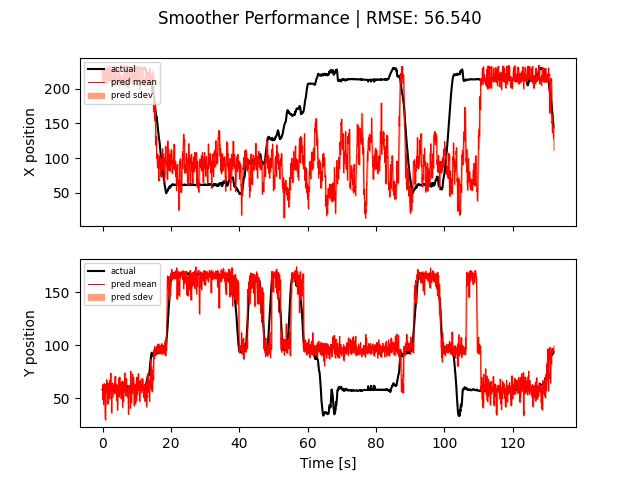 Smoother Performance | RMSE: 56.540
actual
pred mean
pred sdev
X position
200
150
100
50
actual
pred mean
pred sdev
Y position
150
100
50
0 20 40 60 80 100 120
Time [s]